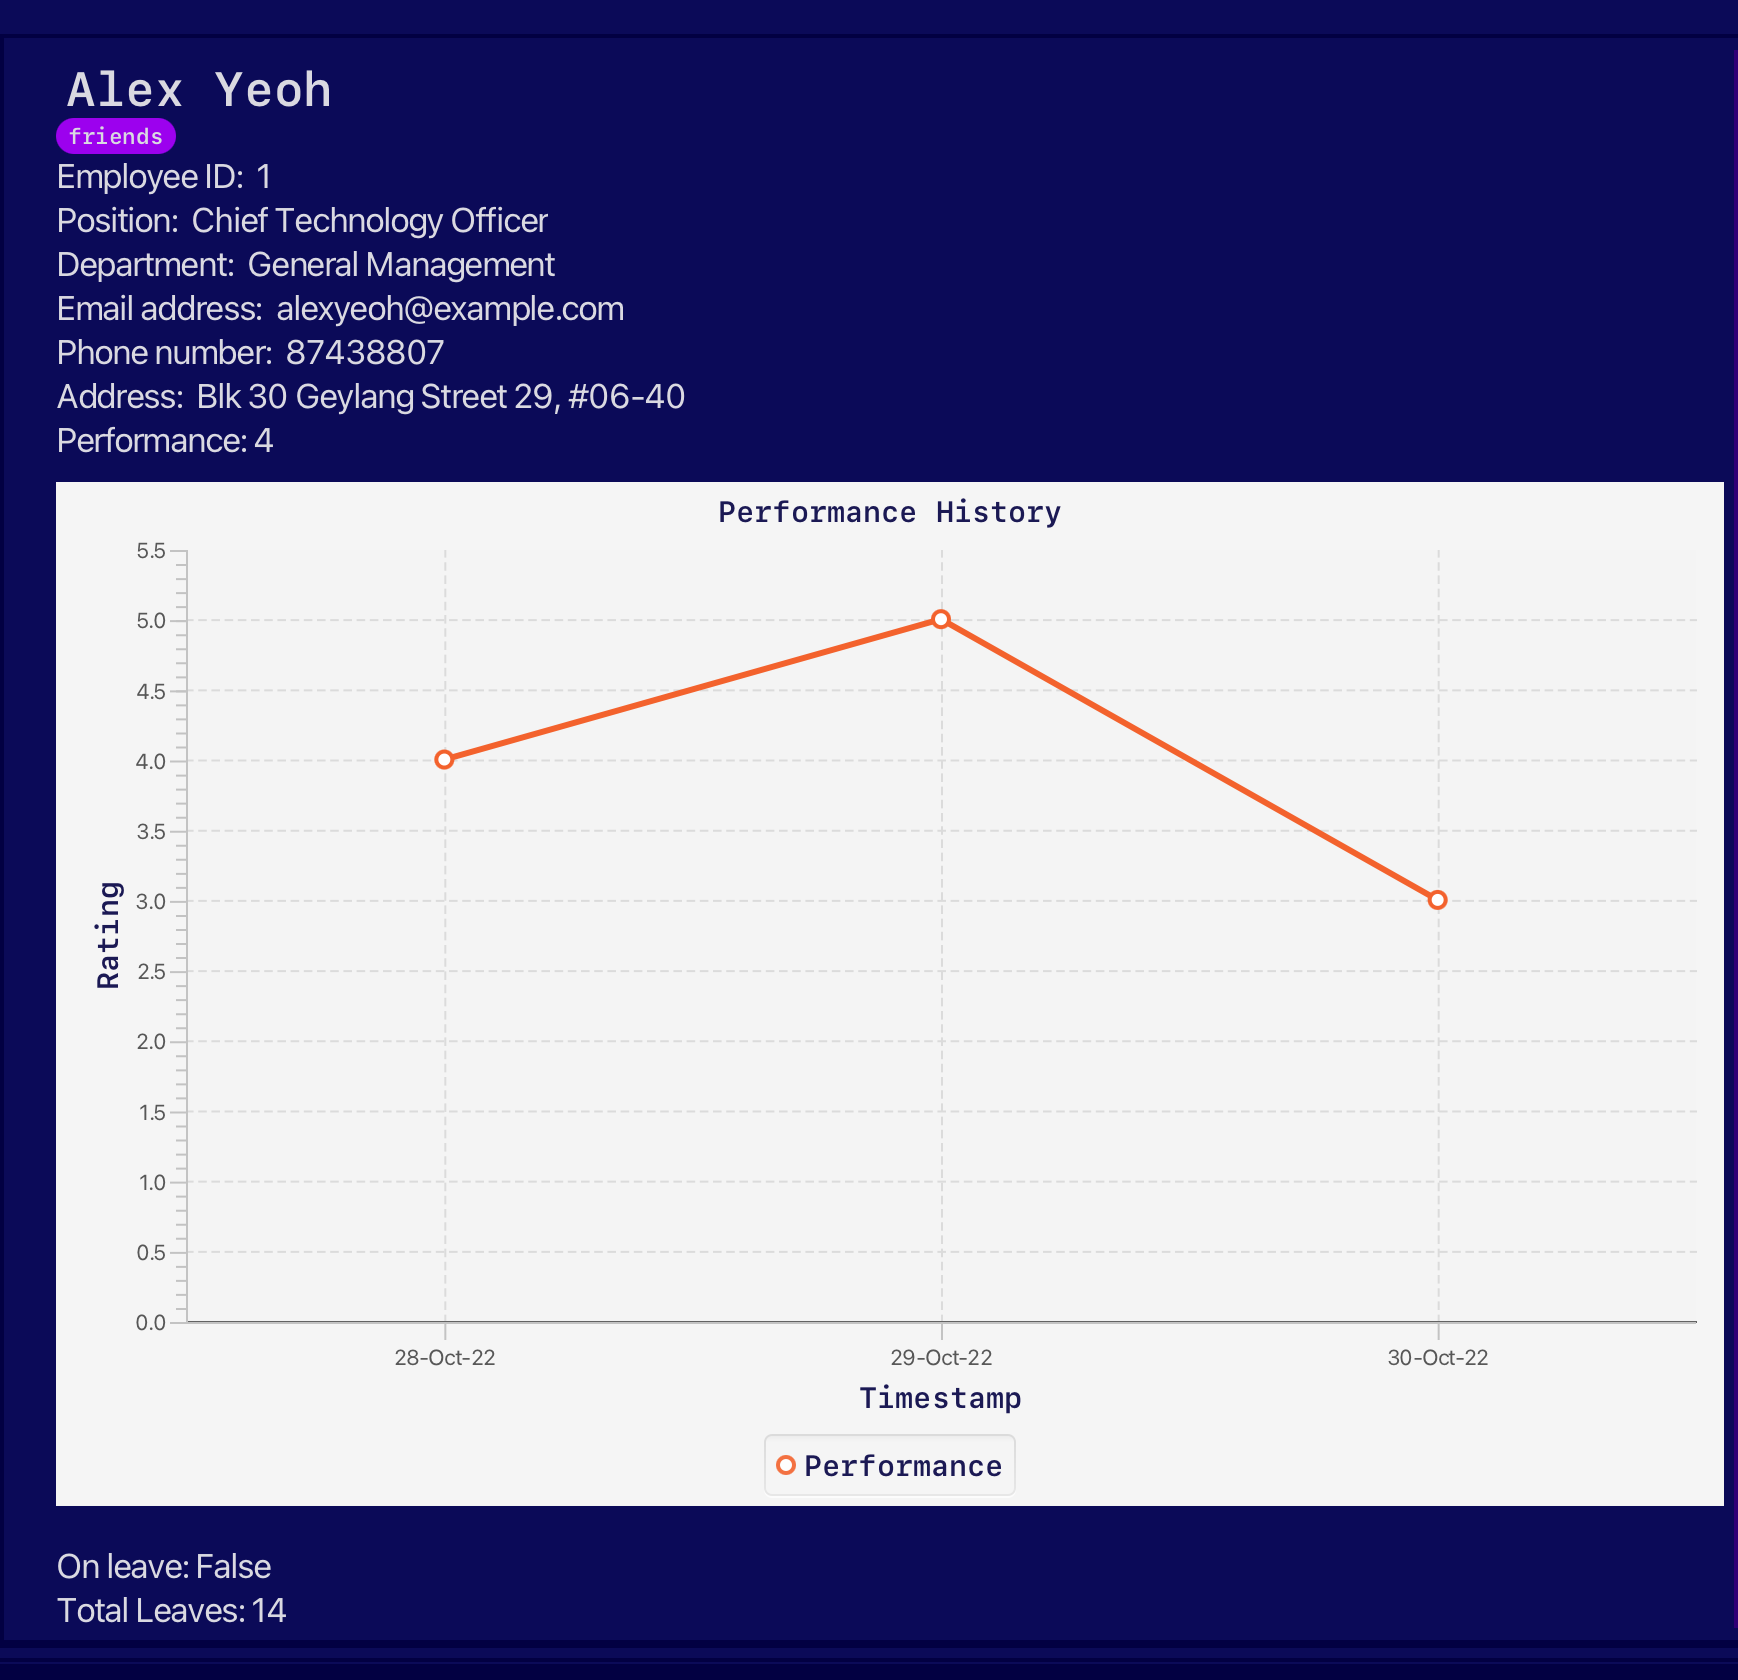 Alex Yeoh
friends
Employee ID: 1
Position: Chief Technology Officer
Department: General Management
Email address: alexyeoh@example.com
Phone number: 87438807
Address: Blk 30 Geylang Street 29, #06-40
Performance: 4
Performance History
5.5
5.0
4.5
4.0
3.5
3.0
2.5
2.0
1.5
1.0
0.5
0.0
Rating
28-Oct-22 29-Oct-22 30-Oct-22
Timestamp
Performance
On leave: False
Total Leaves: 14